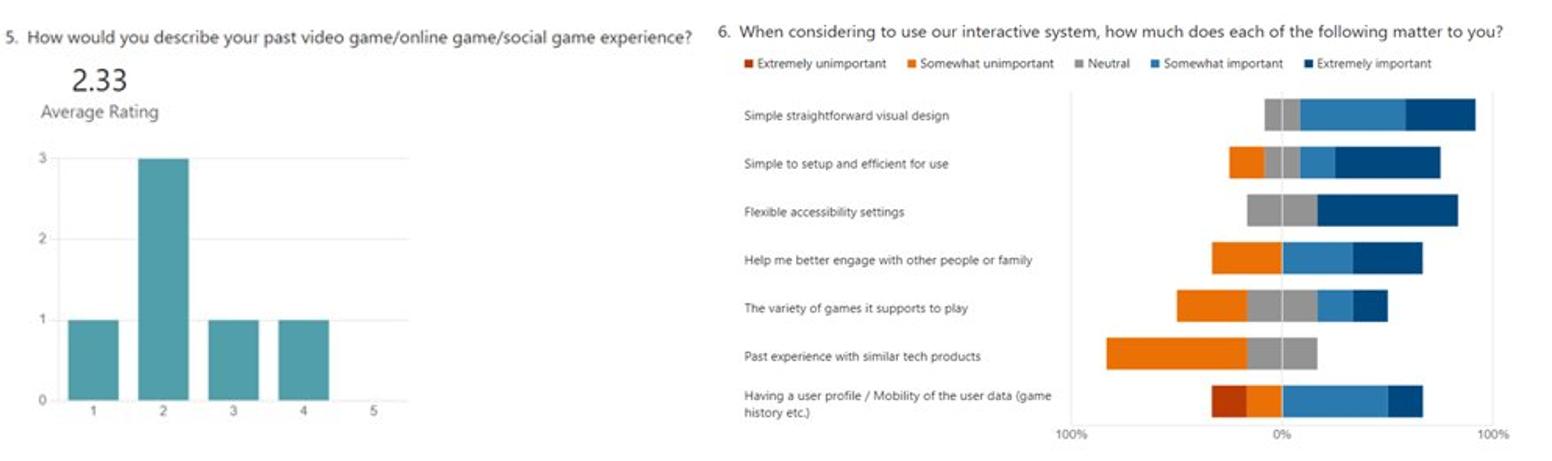 5. How would you describe your past video game/online game/social game experience?
2.33
Average Rating
3
2
1
0
1 2 3 4 5
6. When considering to use our interactive system, how much does each of the following matter to you?
Extremely unimportant Somewhat unimportant Neutral Somewhat important Extremely important
Simple straightforward visual design
Simple to setup and efficient for use
Flexible accessibility settings
Help me better engage with other people or family
The variety of games it supports to play
Past experience with similar tech products
Having a user profile / Mobility of the user data (game
history etc.)
100% 0% 100%